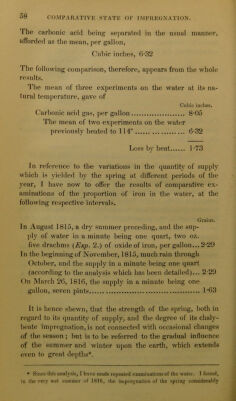 58 COMPARATIVE STATE OF IMPREGNATION.
The carbonic acid being separated in the usual manner,
afforded as the mean, per gallon,
Cubic inches, 6·32
The following comparison, therefore, appears from the whole
results.
The mean of three experiments on the water at its na-
tural temperature, gave of
Cubic inches.
Carbonic acid gas, per gallon.................... 8·05
The mean of two experiments on the water
previously heated to 114° .................. 6·32
Loss by heat...... 1·73
In reference to the variations in the quantity of supply
which is yielded by the spring at different periods of the
year, I have now to offer the results of comparative ex-
aminations of the proportion of iron in the water, at the
following respective intervals.
Grains.
In August 1815, a dry summer preceding, and the sup-
ply of water in a minute being one quart, two oz.
five drachms (Exp. 2.) of oxide of iron, per gallon... 2·29
In the beginning of November, 1815, much rain through
October, and the supply in a minute being one quart
(according to the analysis which has been detailed)... 2·29
On March 26, 1816, the supply in a minute being one
gallon, seven pints...................................... 1·63
It is hence shewn, that the strength of the spring, both in
regard to its quantity of supply, and the degree of its chaly-
beate impregnation, is not connected with occasional changes
of the season; but is to be referred to the gradual influence
of the summer and winter upon the earth, which extends
even to great depths*.
* Since this analysis, I have made repeated examinations of the water. I found,
in the very wet summer of 1816, the impregnation of the spring considerably